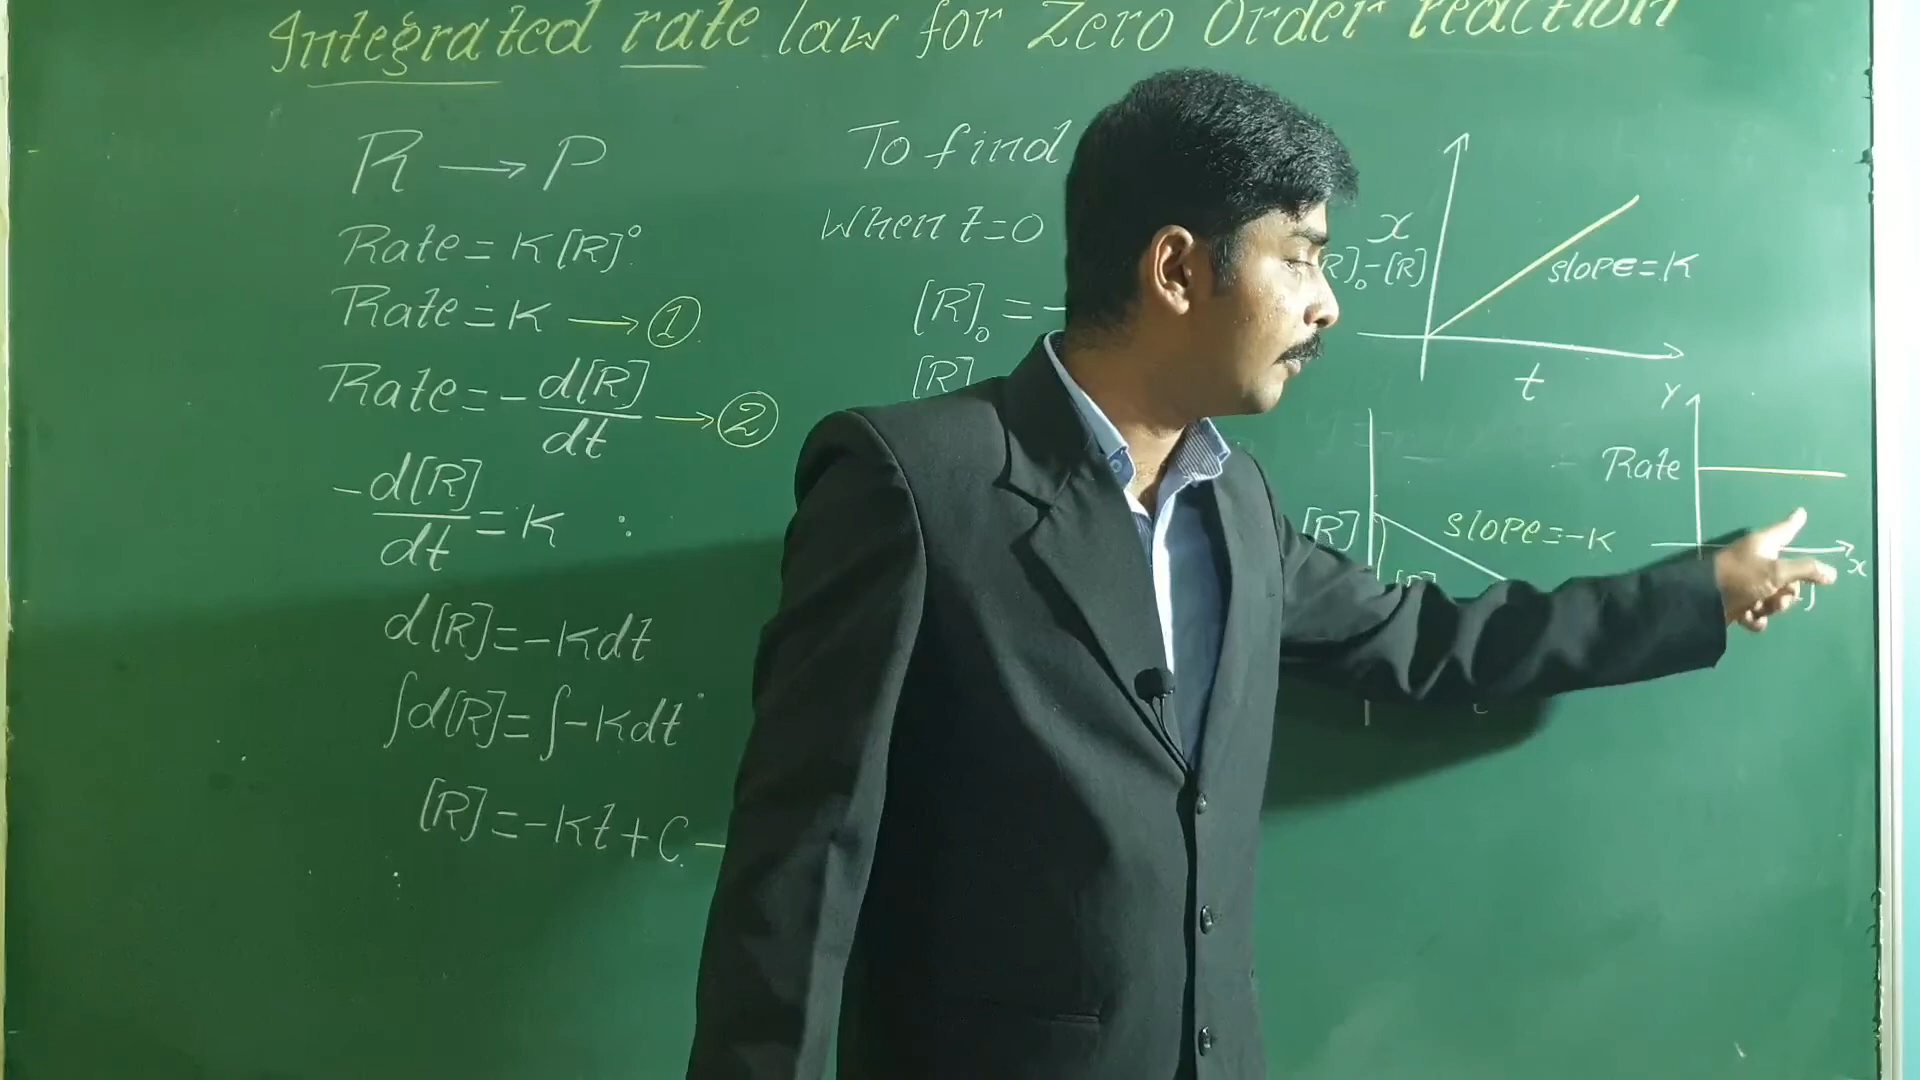 Integrated rate law for Zero Order reaction
R → P
Rate = K[R]°
Rate = K → ①
Rate = - d[R]/dt → ②
- d[R]/dt = K
d[R] = -Kdt
∫d[R] = ∫-Kdt
[R] = -Kt + C -
To find
When t=0
[R]₀ = -
[R]
x
R]₀-[R]
slope=K
t
Y
Rate
x
[R]
slope=-K